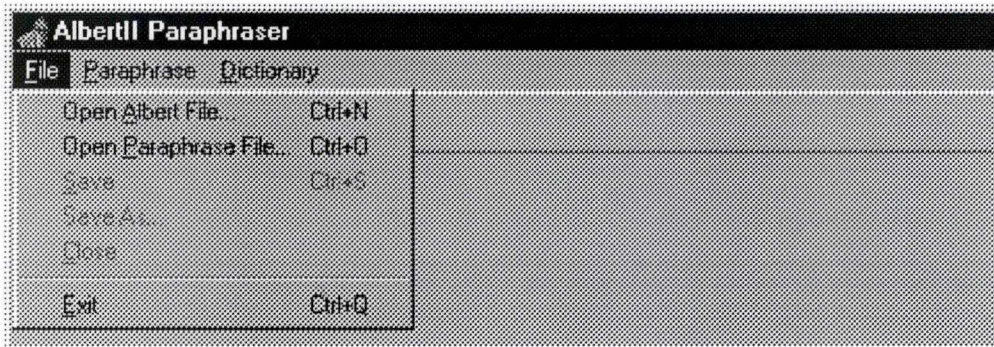 AlbertII Paraphraser
File Paraphrase Dictionary
Open Albert File... Ctrl+N
Open Paraphrase File... Ctrl+O
Save Ctrl+S
Save As...
Close
Exit Ctrl+Q